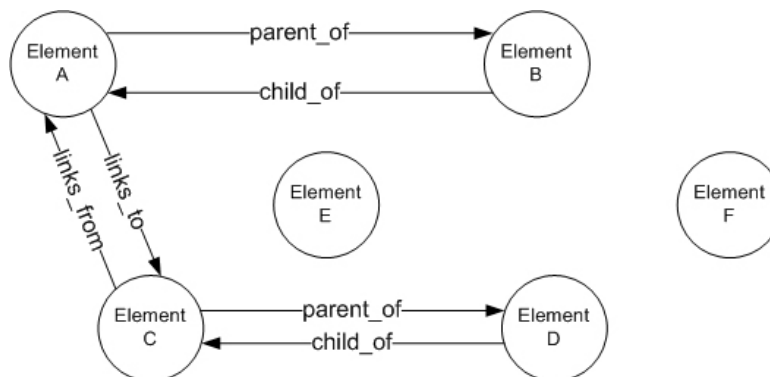 Element
A
parent_of
Element
B
child_of
links_from
links_to
Element
E
Element
F
Element
C
parent_of
child_of
Element
D